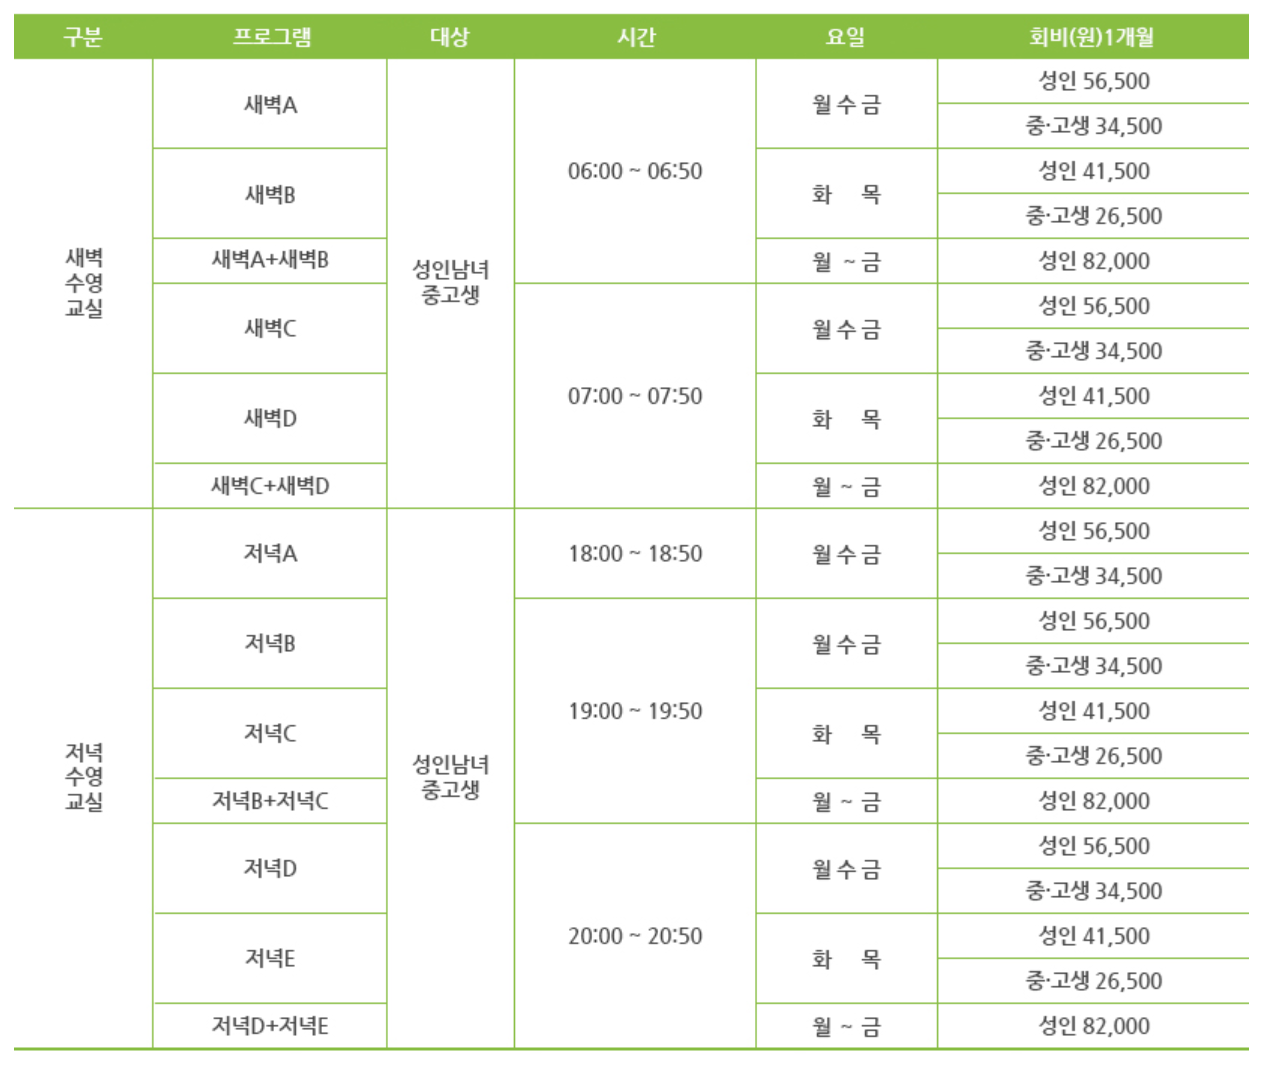 구분 프로그램 대상 시간 요일 회비(원)1개월
새벽
수영
교실
새벽A
성인남녀
중고생
06:00 ~ 06:50
월 수 금
성인 56,500
중·고생 34,500
새벽B
화 목
성인 41,500
중·고생 26,500
새벽A+새벽B
월 ~ 금
성인 82,000
새벽C
07:00 ~ 07:50
월 수 금
성인 56,500
중·고생 34,500
새벽D
화 목
성인 41,500
중·고생 26,500
새벽C+새벽D
월 ~ 금
성인 82,000
저녁
수영
교실
저녁A
성인남녀
중고생
18:00 ~ 18:50
월 수 금
성인 56,500
중·고생 34,500
저녁B
19:00 ~ 19:50
월 수 금
성인 56,500
중·고생 34,500
저녁C
화 목
성인 41,500
중·고생 26,500
저녁B+저녁C
월 ~ 금
성인 82,000
저녁D
20:00 ~ 20:50
월 수 금
성인 56,500
중·고생 34,500
저녁E
화 목
성인 41,500
중·고생 26,500
저녁D+저녁E
월 ~ 금
성인 82,000